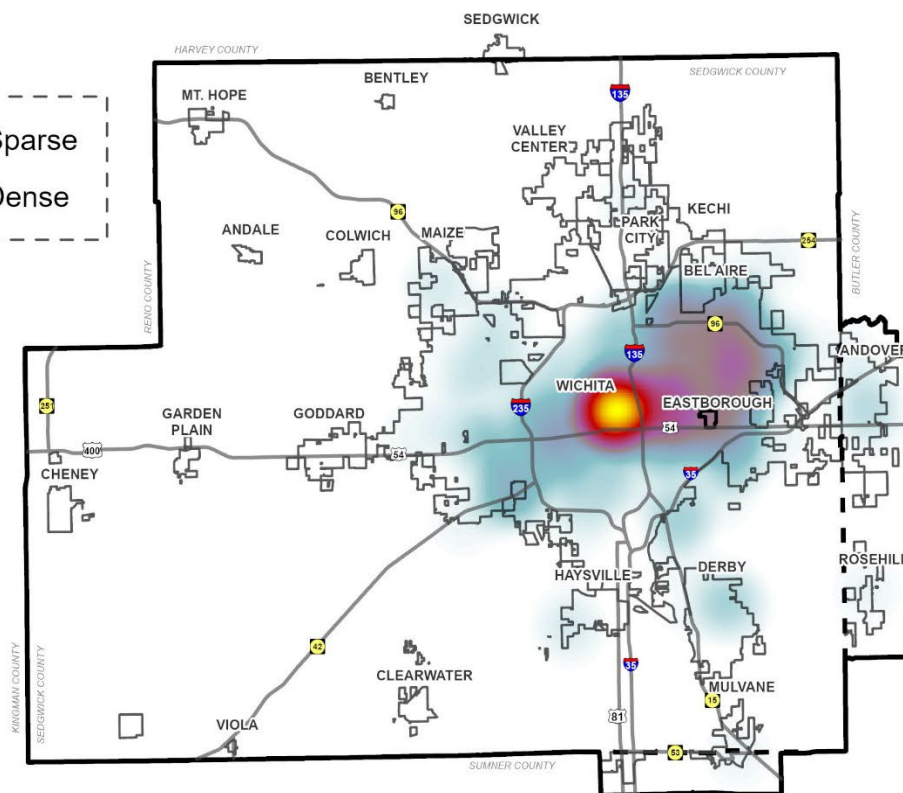 SEDGWICK
HARVEY COUNTY
SEDGWICK COUNTY
BENTLEY
135
MT. HOPE
Sparse
Dense
VALLEY
CENTER
96
ANDALE
COLWICH
MAIZE
PARK
CITY
KECHI
254
BEL AIRE
RENO COUNTY
BUTLER COUNTY
96
135
ANDOVER
WICHITA
EASTBOROUGH
251
GARDEN
PLAIN
GODDARD
235
54
400
54
CHENEY
35
HAYSVILLE
DERBY
ROSEHILL
42
35
CLEARWATER
MULVANE
KINGMAN COUNTY
SEDGWICK COUNTY
15
81
VIOLA
53
SUMNER COUNTY